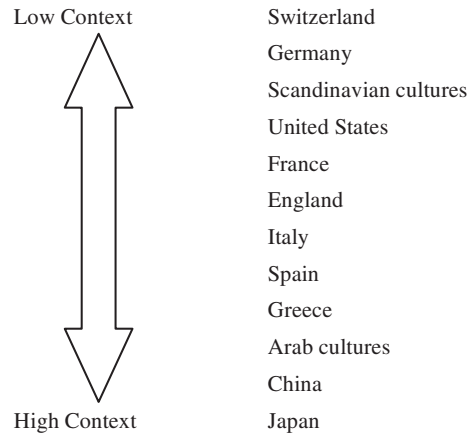 Low Context
Switzerland
Germany
Scandinavian cultures
United States
France
England
Italy
Spain
Greece
Arab cultures
China
High Context
Japan